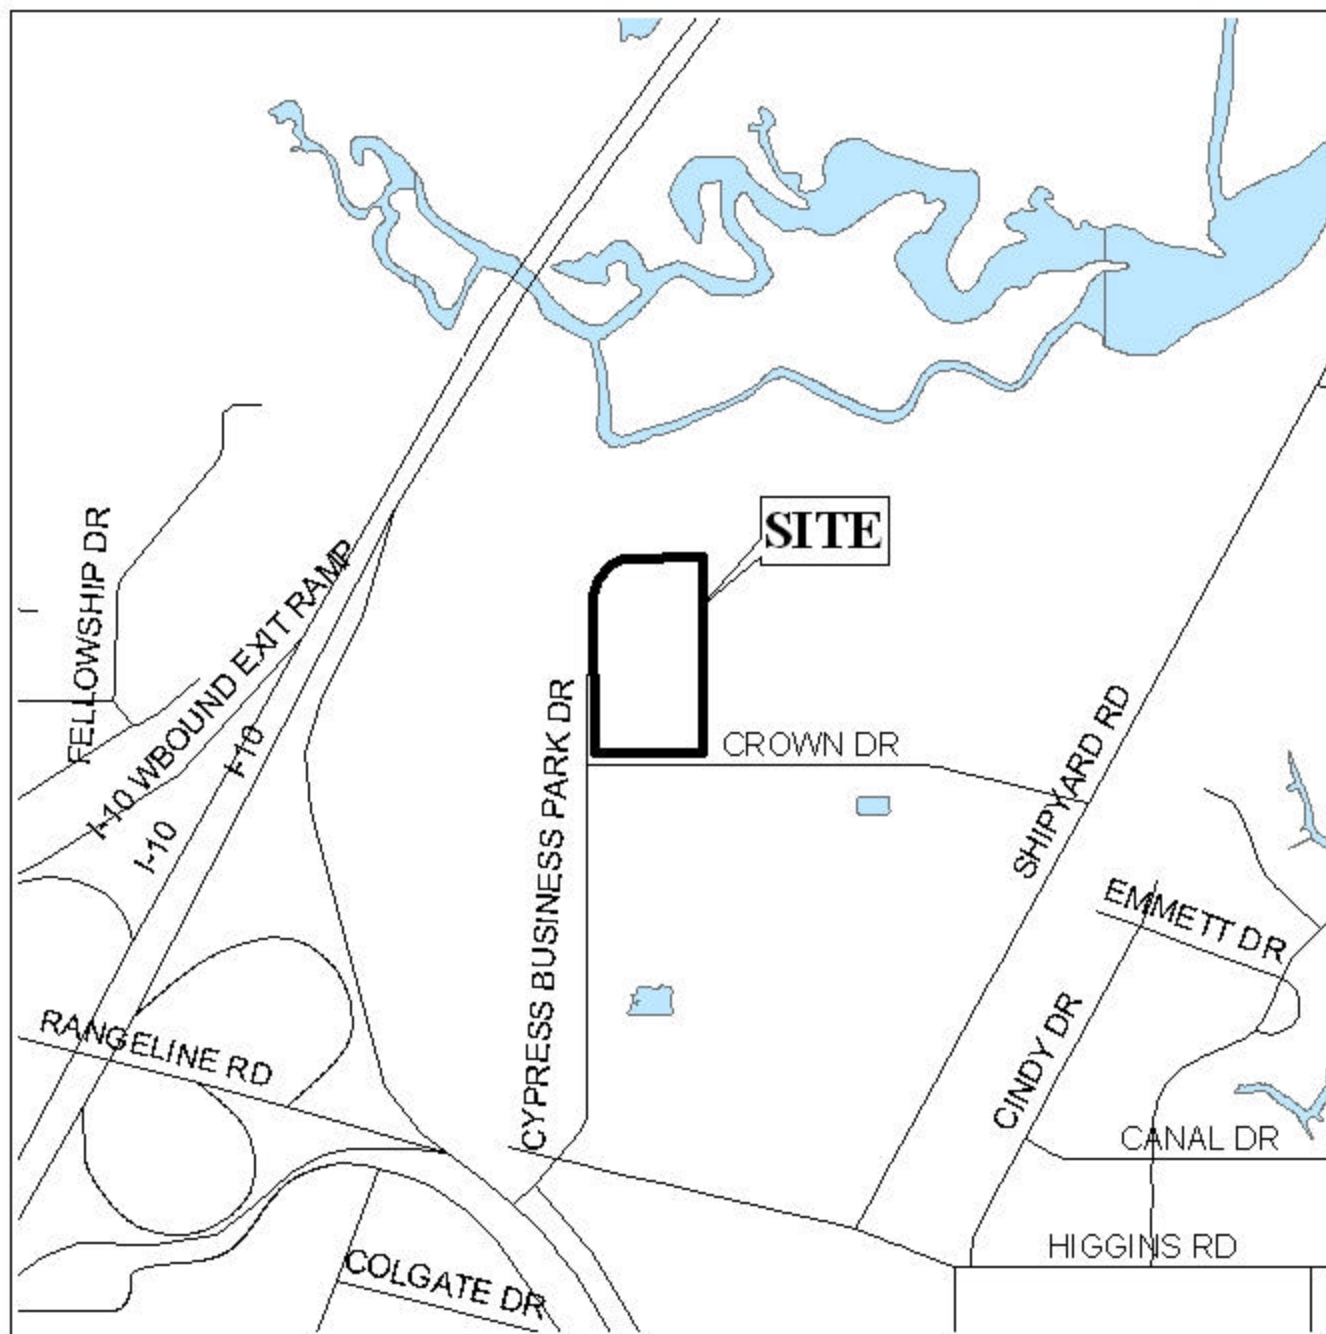 SITE
FELLOWSHIP DR
I-10 WBOUND EXIT RAMP
I-10
I-10
CYPRESS BUSINESS PARK DR
CROWN DR
SHIPYARD RD
EMMETT DR
CINDY DR
RANGELINE RD
CANAL DR
HIGGINS RD
COLGATE DR